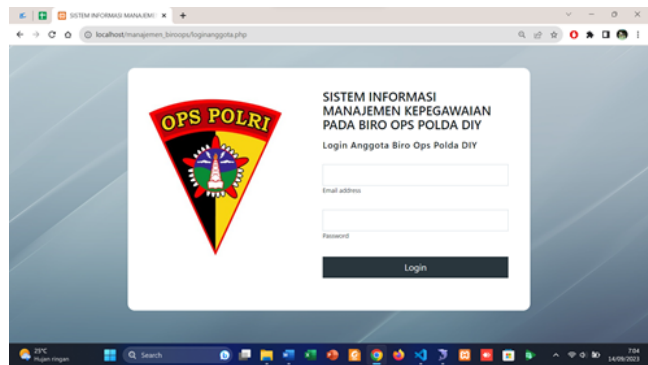 SISTEM INFORMASI MANAJEME
localhost/manajemen_biroops/loginanggota.php
OPS POLRI
SISTEM INFORMASI
MANAJEMEN KEPEGAWAIAN
PADA BIRO OPS POLDA DIY
Login Anggota Biro Ops Polda DIY
Email address
Password
Login
23°C
Hujan ringan
Search
7:04
14/09/2023